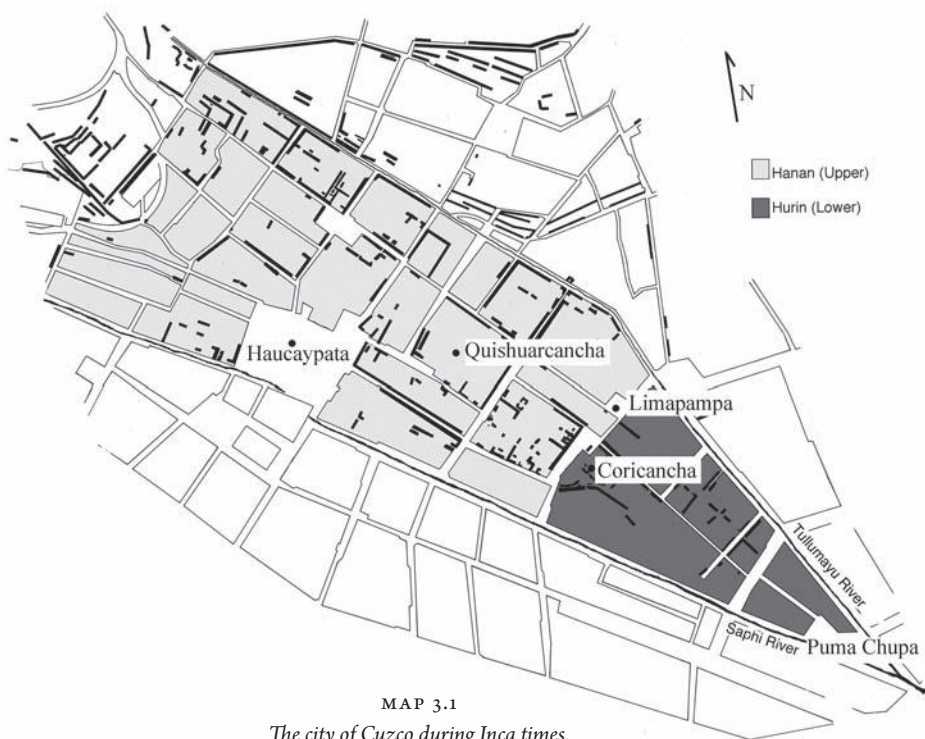 N
Hanan (Upper)
Hurin (Lower)
Haucaypata
Quishuarcancha
Limapampa
Coricancha
Tullumayu River
Saphi River
Puma Chupa
MAP 3.1
The city of Cuzco during Inca times.